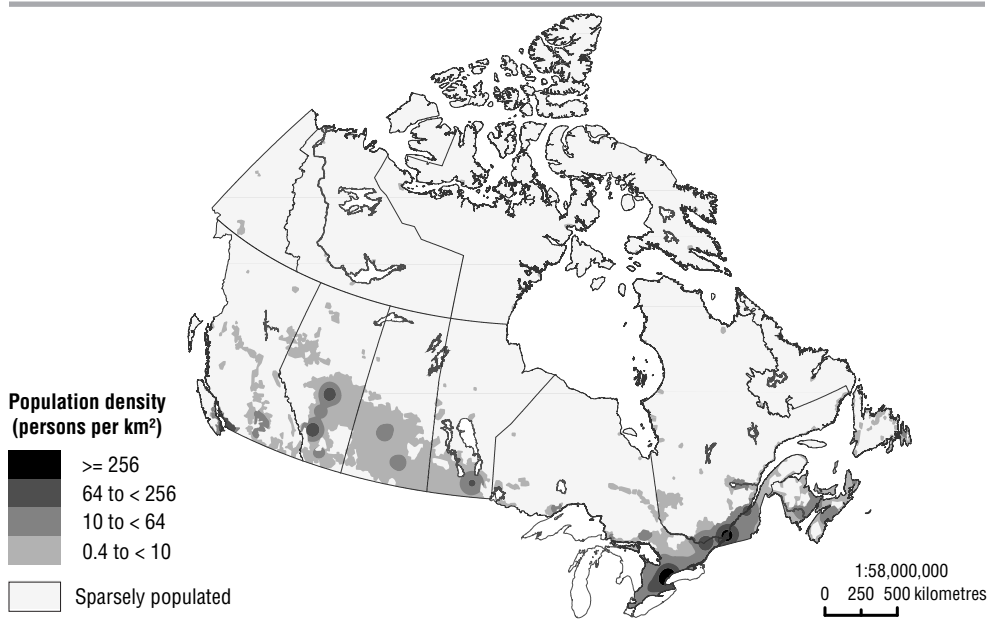 Population density
(persons per km²)
>= 256
64 to < 256
10 to < 64
0.4 to < 10
Sparsely populated
1:58,000,000
0 250 500 kilometres